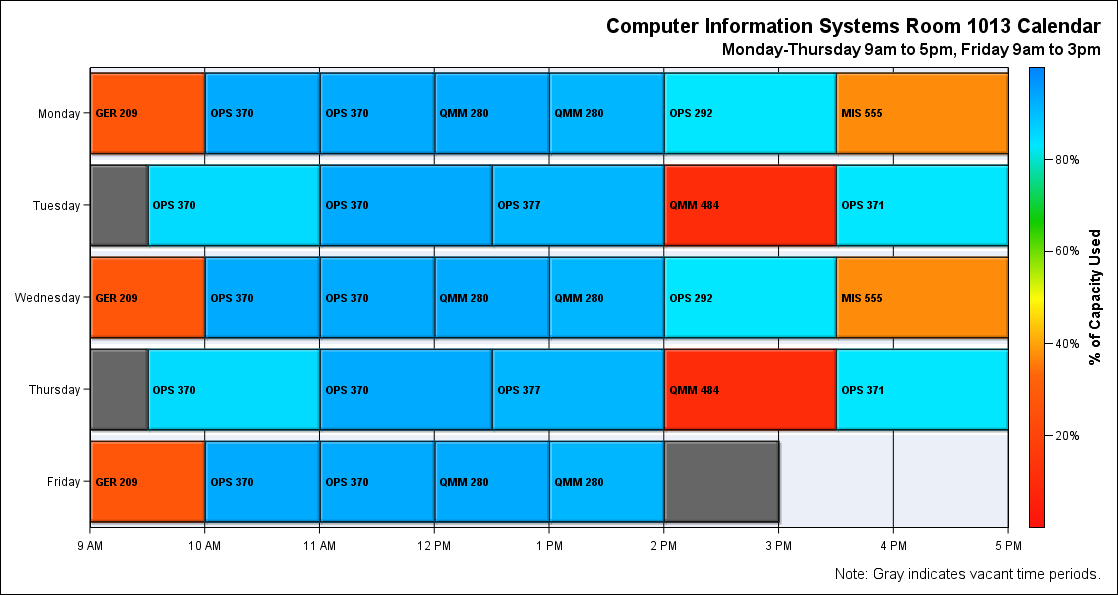 Computer Information Systems Room 1013 Calendar
Monday-Thursday 9am to 5pm, Friday 9am to 3pm
Monday GER 209 OPS 370 OPS 370 QMM 280 QMM 280 OPS 292 MIS 555
80%
Tuesday OPS 370 OPS 370 OPS 377 QMM 484 OPS 371
60%
% of Capacity Used
Wednesday GER 209 OPS 370 OPS 370 QMM 280 QMM 280 OPS 292 MIS 555
40%
Thursday OPS 370 OPS 370 OPS 377 QMM 484 OPS 371
20%
Friday GER 209 OPS 370 OPS 370 QMM 280 QMM 280
9 AM 10 AM 11 AM 12 PM 1 PM 2 PM 3 PM 4 PM 5 PM
Note: Gray indicates vacant time periods.